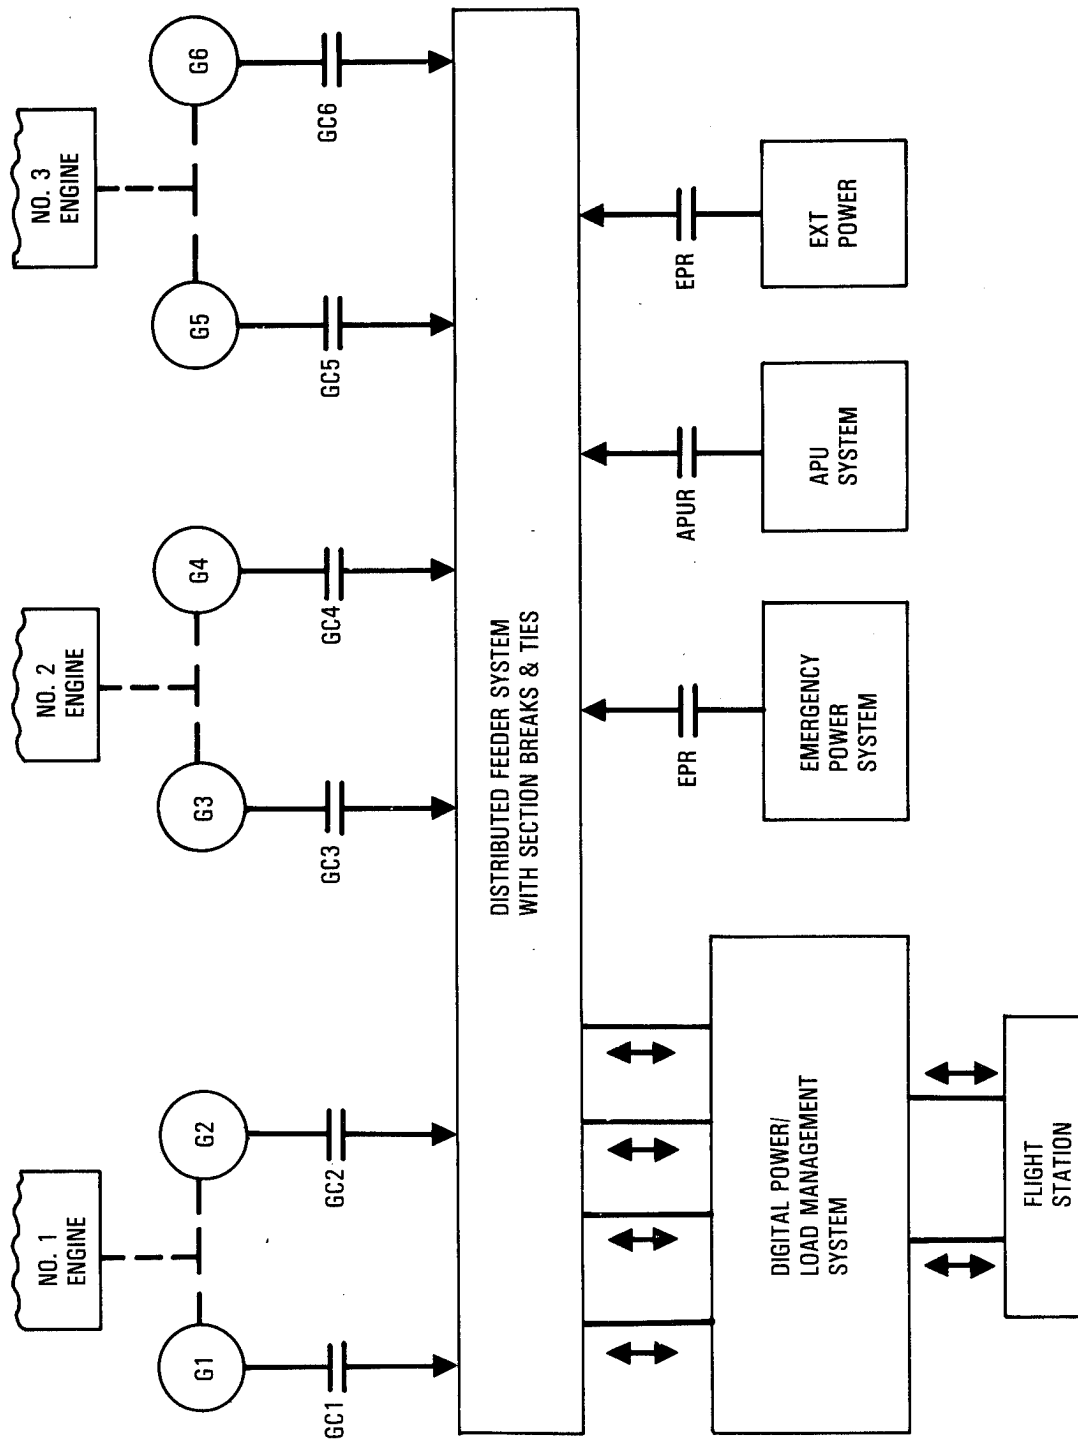 NO. 1
ENGINE
NO. 2
ENGINE
NO. 3
ENGINE
G1
G2
G3
G4
G5
G6
GC1
GC2
GC3
GC4
GC5
GC6
DISTRIBUTED FEEDER SYSTEM
WITH SECTION BREAKS & TIES
EPR
APUR
EPR
DIGITAL POWER/
LOAD MANAGEMENT
SYSTEM
EMERGENCY
POWER
SYSTEM
APU
SYSTEM
EXT
POWER
FLIGHT
STATION